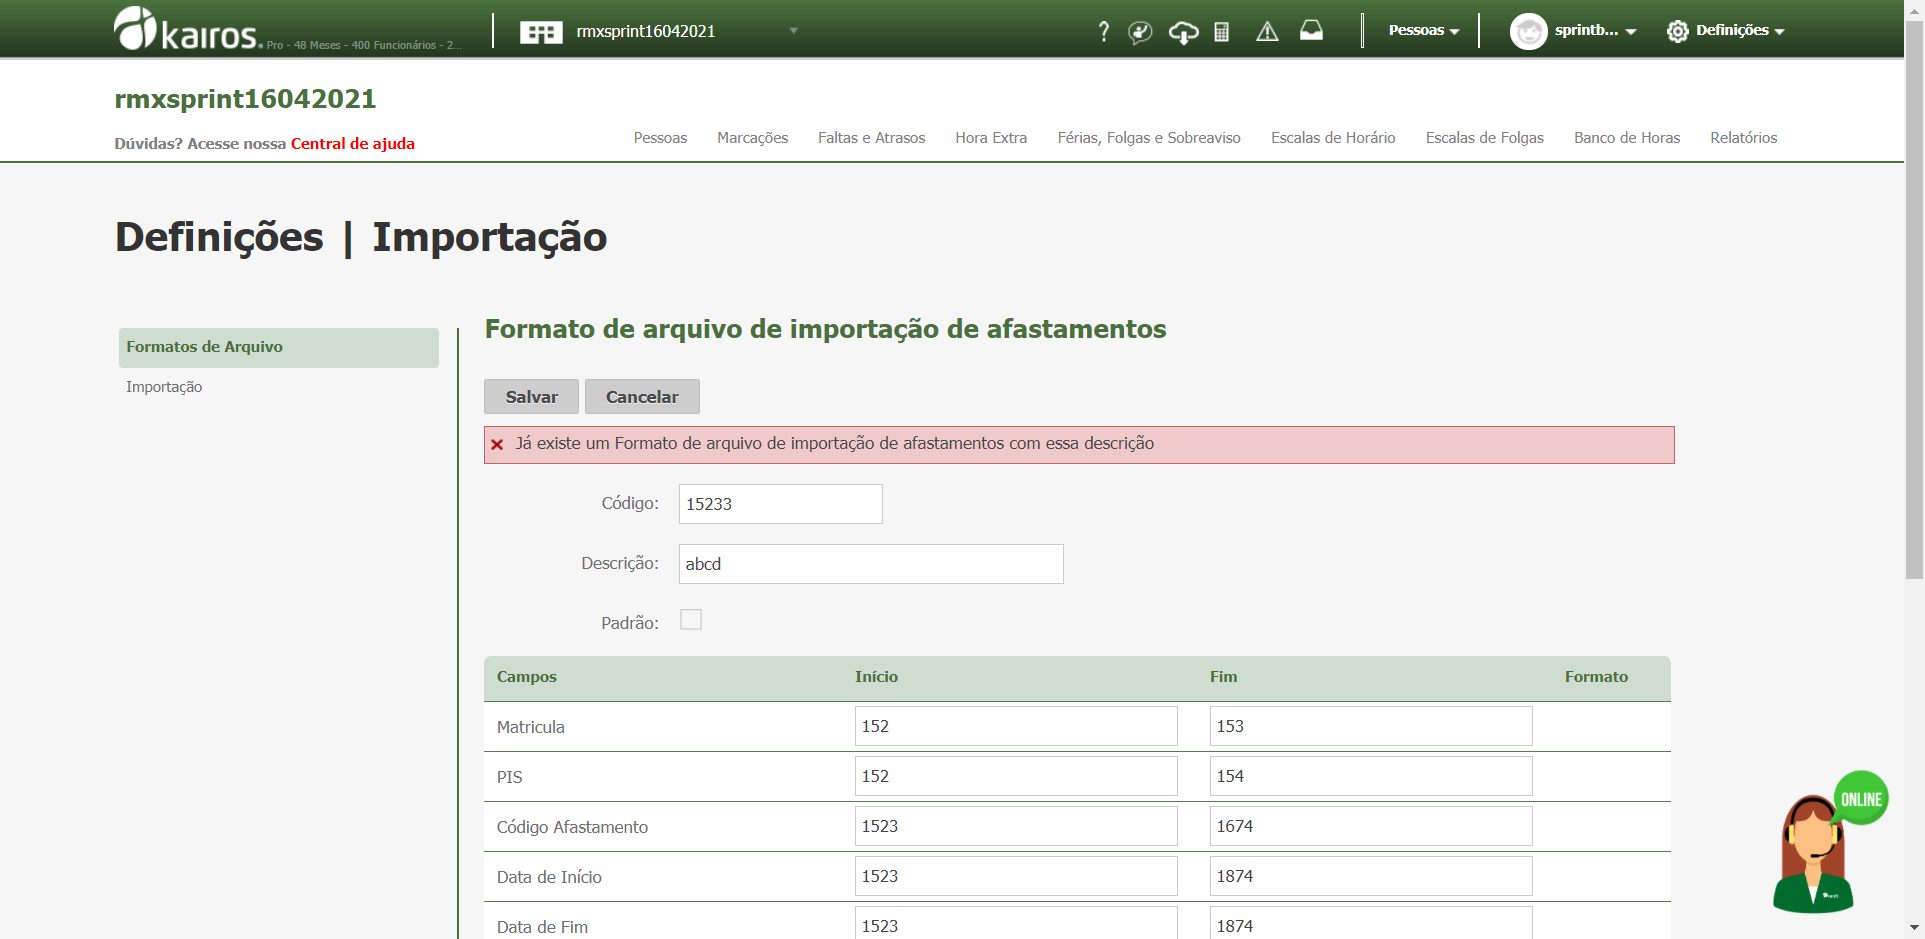 kairos. Pro - 48 Meses - 400 Funcionários - 2...
rmxsprint16042021
?
Pessoas
sprintb...
Definições
rmxsprint16042021
Dúvidas? Acesse nossa Central de ajuda
Pessoas Marcações Faltas e Atrasos Hora Extra Férias, Folgas e Sobreaviso Escalas de Horário Escalas de Folgas Banco de Horas Relatórios
Definições | Importação
Formatos de Arquivo
Importação
Formato de arquivo de importação de afastamentos
Salvar Cancelar
Já existe um Formato de arquivo de importação de afastamentos com essa descrição
Código: 15233
Descrição: abcd
Padrão:
Campos Início Fim Formato
Matricula 152 153
PIS 152 154
Código Afastamento 1523 1674
Data de Início 1523 1874
Data de Fim 1523 1874
ONLINE